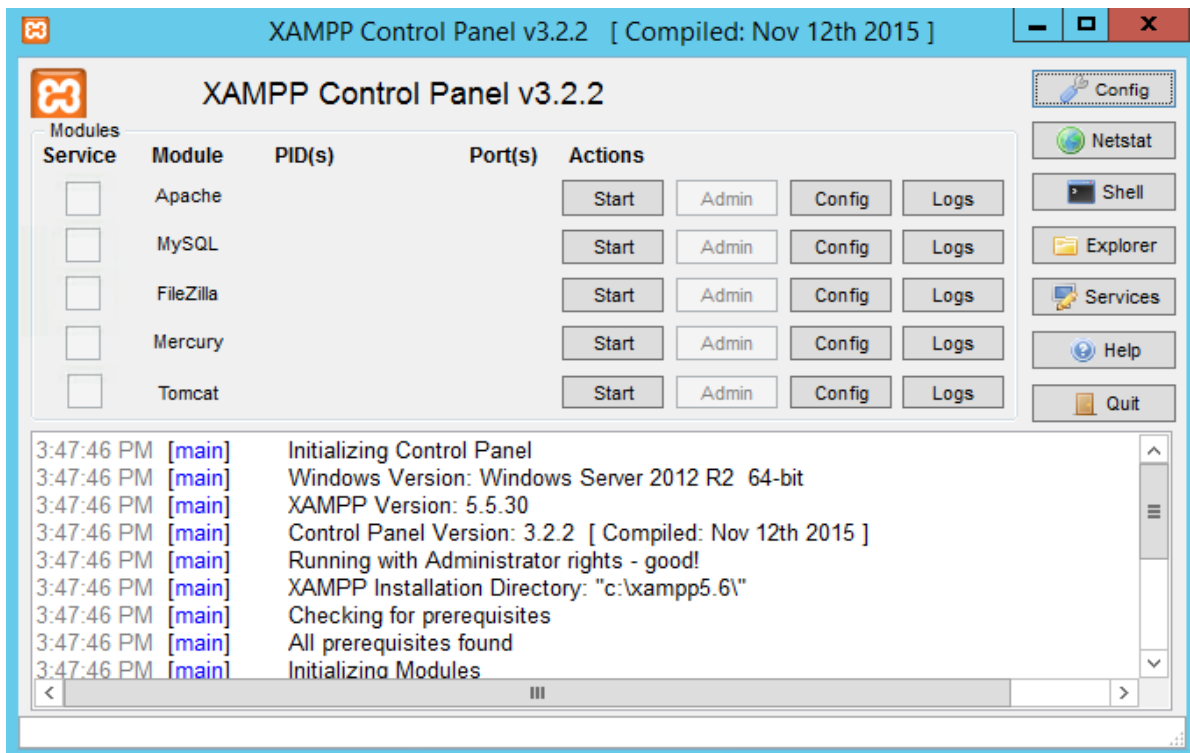 XAMPP Control Panel v3.2.2 [ Compiled: Nov 12th 2015 ]
XAMPP Control Panel v3.2.2
Config
Modules
Service Module PID(s) Port(s) Actions
Netstat
Apache Start Admin Config Logs
Shell
MySQL Start Admin Config Logs
Explorer
FileZilla Start Admin Config Logs
Services
Mercury Start Admin Config Logs
Help
Tomcat Start Admin Config Logs
Quit
3:47:46 PM [main] Initializing Control Panel
3:47:46 PM [main] Windows Version: Windows Server 2012 R2 64-bit
3:47:46 PM [main] XAMPP Version: 5.5.30
3:47:46 PM [main] Control Panel Version: 3.2.2 [ Compiled: Nov 12th 2015 ]
3:47:46 PM [main] Running with Administrator rights - good!
3:47:46 PM [main] XAMPP Installation Directory: "c:\xampp5.6\"
3:47:46 PM [main] Checking for prerequisites
3:47:46 PM [main] All prerequisites found
3:47:46 PM [main] Initializing Modules